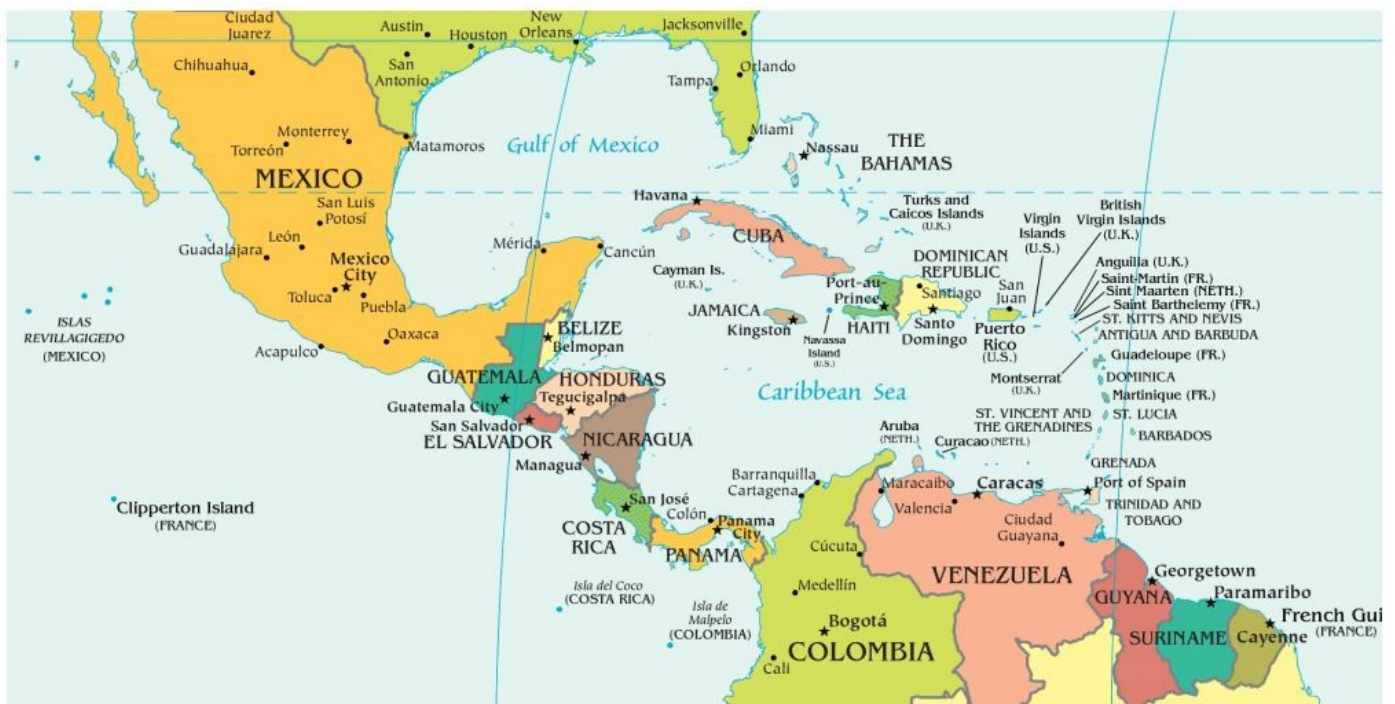 Ciudad
Juarez
Austin
Houston
New
Orleans
Jacksonville
San
Antonio
Chihuahua
Orlando
Tampa
Monterrey
Torreón
Matamoros
Gulf of Mexico
Miami
Nassau
THE
BAHAMAS
MEXICO
San Luis
Potosí
Havana
Turks and
Caicos Islands
(U.K.)
Virgin
Islands
(U.S.)
British
Virgin Islands
(U.K.)
León
Guadalajara
Mexico
City
Mérida
Cancún
CUBA
Cayman Is.
(U.K.)
DOMINICAN
REPUBLIC
Santiago
San
Juan
Anguilla (U.K.)
Saint-Martin (FR.)
Sint Maarten (NETH.)
Saint Barthelemy (FR.)
ST. KITTS AND NEVIS
ANTIGUA AND BARBUDA
Toluca
Puebla
Port-au-
Prince
JAMAICA
Kingston
HAITI
Santo
Domingo
Puerto
Rico
(U.S.)
ISLAS
REVILLAGIGEDO
(MEXICO)
Acapulco
Oaxaca
BELIZE
Belmopan
Navassa
Island
(U.S.)
Guadeloupe (FR.)
Montserrat
(U.K.)
DOMINICA
Martinique (FR.)
GUATEMALA
HONDURAS
Tegucigalpa
Caribbean Sea
Guatemala City
San Salvador
EL SALVADOR
NICARAGUA
Managua
Aruba
(NETH.)
Curacao (NETH.)
ST. VINCENT AND
THE GRENADINES
ST. LUCIA
BARBADOS
GRENADA
Port of Spain
TRINIDAD AND
TOBAGO
Clipperton Island
(FRANCE)
San José
COSTA
RICA
Colón
Panama
City
PANAMA
Barranquilla
Cartagena
Maracaibo
Valencia
Caracas
Ciudad
Guayana
Cúcuta
VENEZUELA
Isla del Coco
(COSTA RICA)
Isla de
Malpelo
(COLOMBIA)
Medellín
Bogotá
COLOMBIA
Cali
Georgetown
GUYANA
Paramaribo
SURINAME
Cayenne
French Gui
(FRANCE)